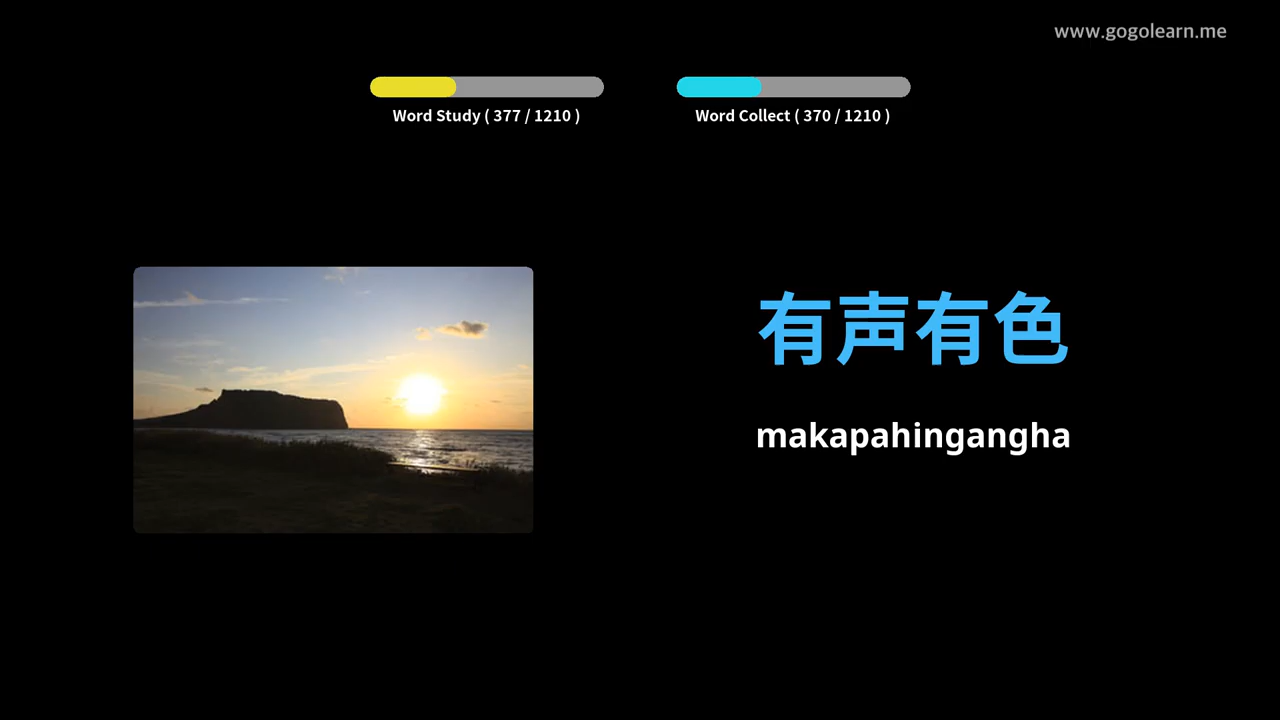 www.gogolearn.me
Word Study ( 377 / 1210 )
Word Collect ( 370 / 1210 )
有声有色
makapahingangha